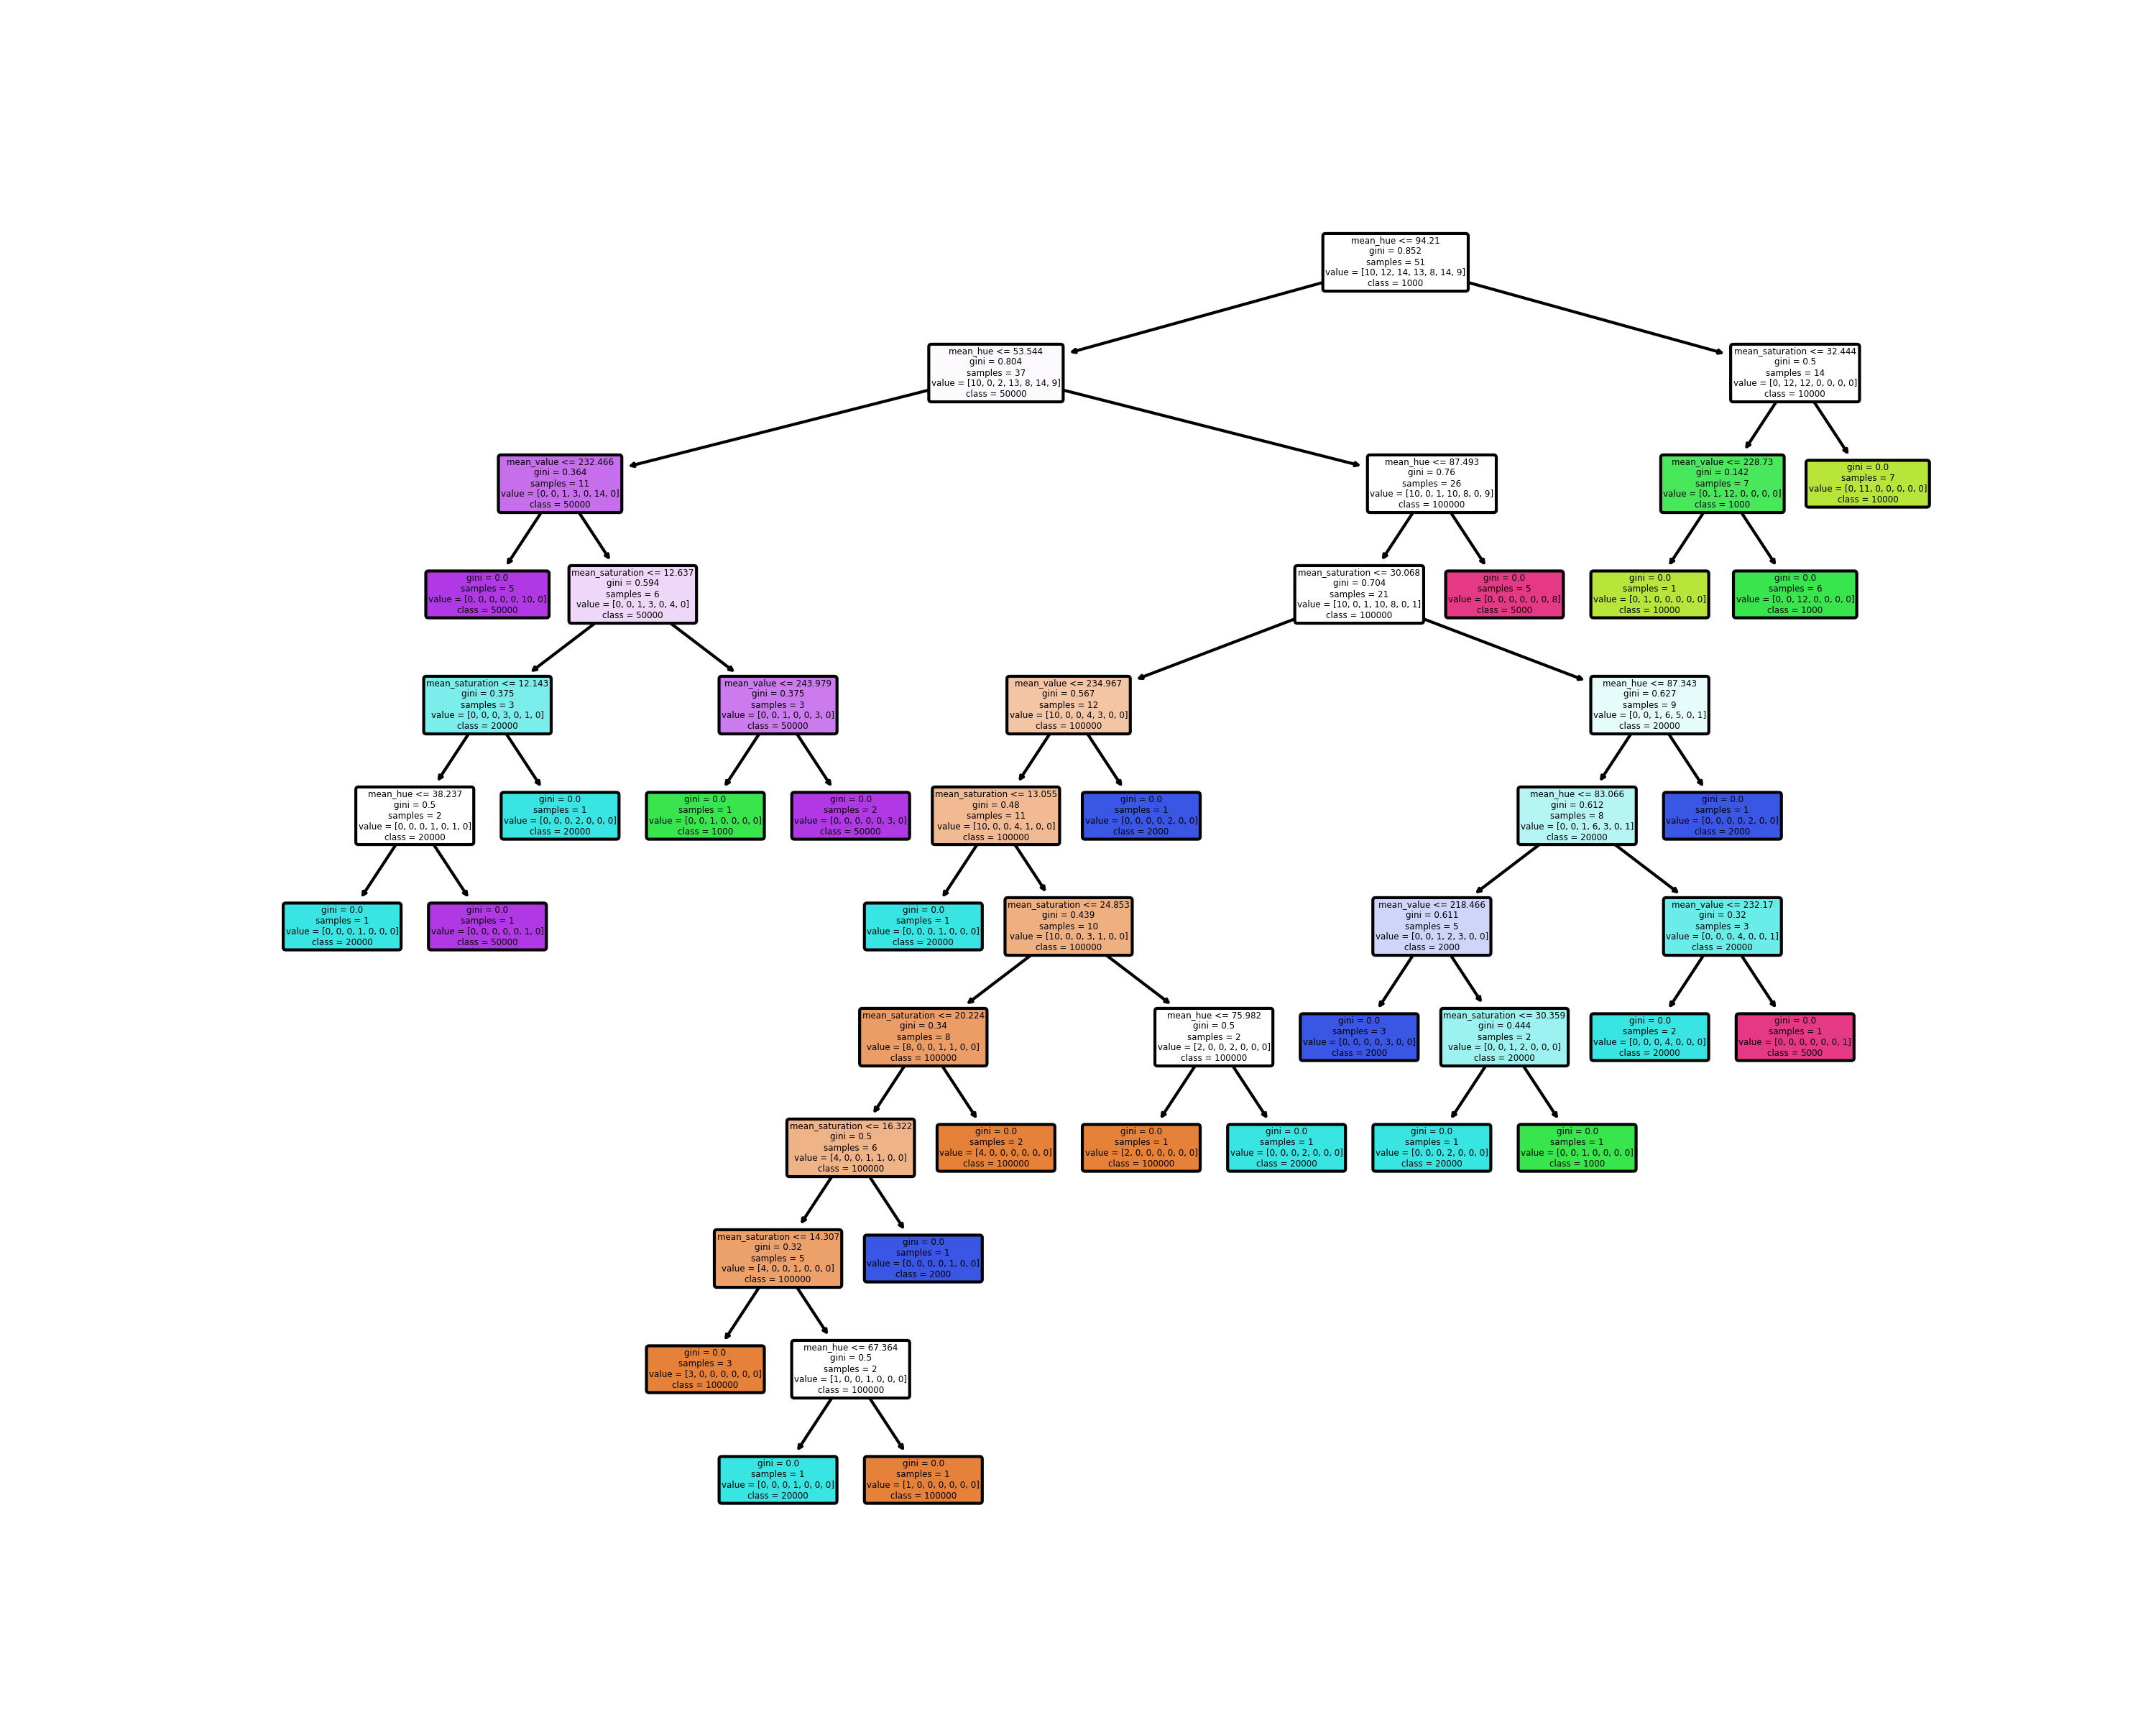 mean_hue <= 94.21
gini = 0.852
samples = 51
value = [10, 12, 14, 13, 8, 14, 9]
class = 1000
mean_hue <= 53.544
gini = 0.804
samples = 37
value = [10, 0, 2, 13, 8, 14, 9]
class = 50000
mean_saturation <= 32.444
gini = 0.5
samples = 14
value = [0, 12, 12, 0, 0, 0, 0]
class = 10000
mean_value <= 232.466
gini = 0.364
samples = 11
value = [0, 0, 1, 3, 0, 14, 0]
class = 50000
mean_hue <= 87.493
gini = 0.76
samples = 26
value = [10, 0, 1, 10, 8, 0, 9]
class = 100000
mean_value <= 228.73
gini = 0.142
samples = 7
value = [0, 1, 12, 0, 0, 0, 0]
class = 1000
gini = 0.0
samples = 7
value = [0, 11, 0, 0, 0, 0, 0]
class = 10000
gini = 0.0
samples = 5
value = [0, 0, 0, 0, 0, 10, 0]
class = 50000
mean_saturation <= 12.637
gini = 0.594
samples = 6
value = [0, 0, 1, 3, 0, 4, 0]
class = 50000
mean_saturation <= 30.068
gini = 0.704
samples = 21
value = [10, 0, 1, 10, 8, 0, 1]
class = 100000
gini = 0.0
samples = 5
value = [0, 0, 0, 0, 0, 0, 8]
class = 5000
gini = 0.0
samples = 1
value = [0, 1, 0, 0, 0, 0, 0]
class = 10000
gini = 0.0
samples = 6
value = [0, 0, 12, 0, 0, 0, 0]
class = 1000
mean_saturation <= 12.143
gini = 0.375
samples = 3
value = [0, 0, 0, 3, 0, 1, 0]
class = 20000
mean_value <= 243.979
gini = 0.375
samples = 3
value = [0, 0, 1, 0, 0, 3, 0]
class = 50000
mean_value <= 234.967
gini = 0.567
samples = 12
value = [10, 0, 0, 4, 3, 0, 0]
class = 100000
mean_hue <= 87.343
gini = 0.627
samples = 9
value = [0, 0, 1, 6, 5, 0, 1]
class = 20000
mean_hue <= 38.237
gini = 0.5
samples = 2
value = [0, 0, 0, 1, 0, 1, 0]
class = 20000
gini = 0.0
samples = 1
value = [0, 0, 0, 2, 0, 0, 0]
class = 20000
gini = 0.0
samples = 1
value = [0, 0, 1, 0, 0, 0, 0]
class = 1000
gini = 0.0
samples = 2
value = [0, 0, 0, 0, 0, 3, 0]
class = 50000
mean_saturation <= 13.055
gini = 0.48
samples = 11
value = [10, 0, 0, 4, 1, 0, 0]
class = 100000
gini = 0.0
samples = 1
value = [0, 0, 0, 0, 2, 0, 0]
class = 2000
mean_hue <= 83.066
gini = 0.612
samples = 8
value = [0, 0, 1, 6, 3, 0, 1]
class = 20000
gini = 0.0
samples = 1
value = [0, 0, 0, 0, 2, 0, 0]
class = 2000
gini = 0.0
samples = 1
value = [0, 0, 0, 1, 0, 0, 0]
class = 20000
gini = 0.0
samples = 1
value = [0, 0, 0, 0, 0, 1, 0]
class = 50000
gini = 0.0
samples = 1
value = [0, 0, 0, 1, 0, 0, 0]
class = 20000
mean_saturation <= 24.853
gini = 0.439
samples = 10
value = [10, 0, 0, 3, 1, 0, 0]
class = 100000
mean_value <= 218.466
gini = 0.611
samples = 5
value = [0, 0, 1, 2, 3, 0, 0]
class = 2000
mean_value <= 232.17
gini = 0.32
samples = 3
value = [0, 0, 0, 4, 0, 0, 1]
class = 20000
mean_saturation <= 20.224
gini = 0.34
samples = 8
value = [8, 0, 0, 1, 1, 0, 0]
class = 100000
mean_hue <= 75.982
gini = 0.5
samples = 2
value = [2, 0, 0, 2, 0, 0, 0]
class = 100000
gini = 0.0
samples = 3
value = [0, 0, 0, 0, 3, 0, 0]
class = 2000
mean_saturation <= 30.359
gini = 0.444
samples = 2
value = [0, 0, 1, 2, 0, 0, 0]
class = 20000
gini = 0.0
samples = 2
value = [0, 0, 0, 4, 0, 0, 0]
class = 20000
gini = 0.0
samples = 1
value = [0, 0, 0, 0, 0, 0, 1]
class = 5000
mean_saturation <= 16.322
gini = 0.5
samples = 6
value = [4, 0, 0, 1, 1, 0, 0]
class = 100000
gini = 0.0
samples = 2
value = [4, 0, 0, 0, 0, 0, 0]
class = 100000
gini = 0.0
samples = 1
value = [2, 0, 0, 0, 0, 0, 0]
class = 100000
gini = 0.0
samples = 1
value = [0, 0, 0, 2, 0, 0, 0]
class = 20000
gini = 0.0
samples = 1
value = [0, 0, 0, 2, 0, 0, 0]
class = 20000
gini = 0.0
samples = 1
value = [0, 0, 1, 0, 0, 0, 0]
class = 1000
mean_saturation <= 14.307
gini = 0.32
samples = 5
value = [4, 0, 0, 1, 0, 0, 0]
class = 100000
gini = 0.0
samples = 1
value = [0, 0, 0, 0, 1, 0, 0]
class = 2000
gini = 0.0
samples = 3
value = [3, 0, 0, 0, 0, 0, 0]
class = 100000
mean_hue <= 67.364
gini = 0.5
samples = 2
value = [1, 0, 0, 1, 0, 0, 0]
class = 100000
gini = 0.0
samples = 1
value = [0, 0, 0, 1, 0, 0, 0]
class = 20000
gini = 0.0
samples = 1
value = [1, 0, 0, 0, 0, 0, 0]
class = 100000